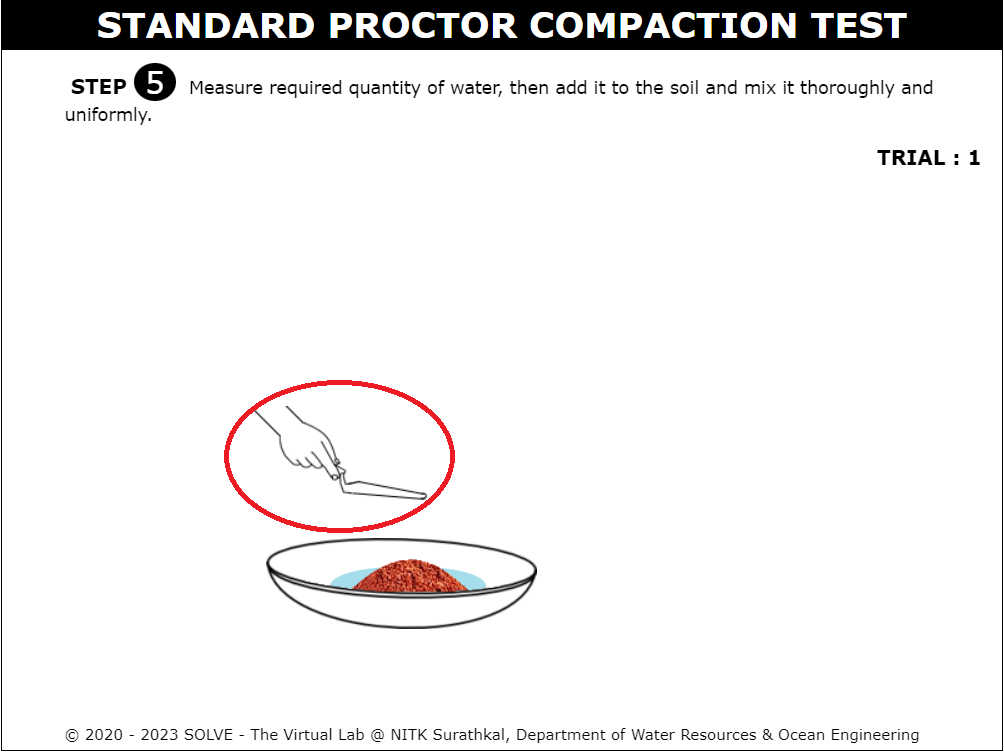 STANDARD PROCTOR COMPACTION TEST
STEP 5 Measure required quantity of water, then add it to the soil and mix it thoroughly and
uniformly.
TRIAL : 1
© 2020 - 2023 SOLVE - The Virtual Lab @ NITK Surathkal, Department of Water Resources & Ocean Engineering